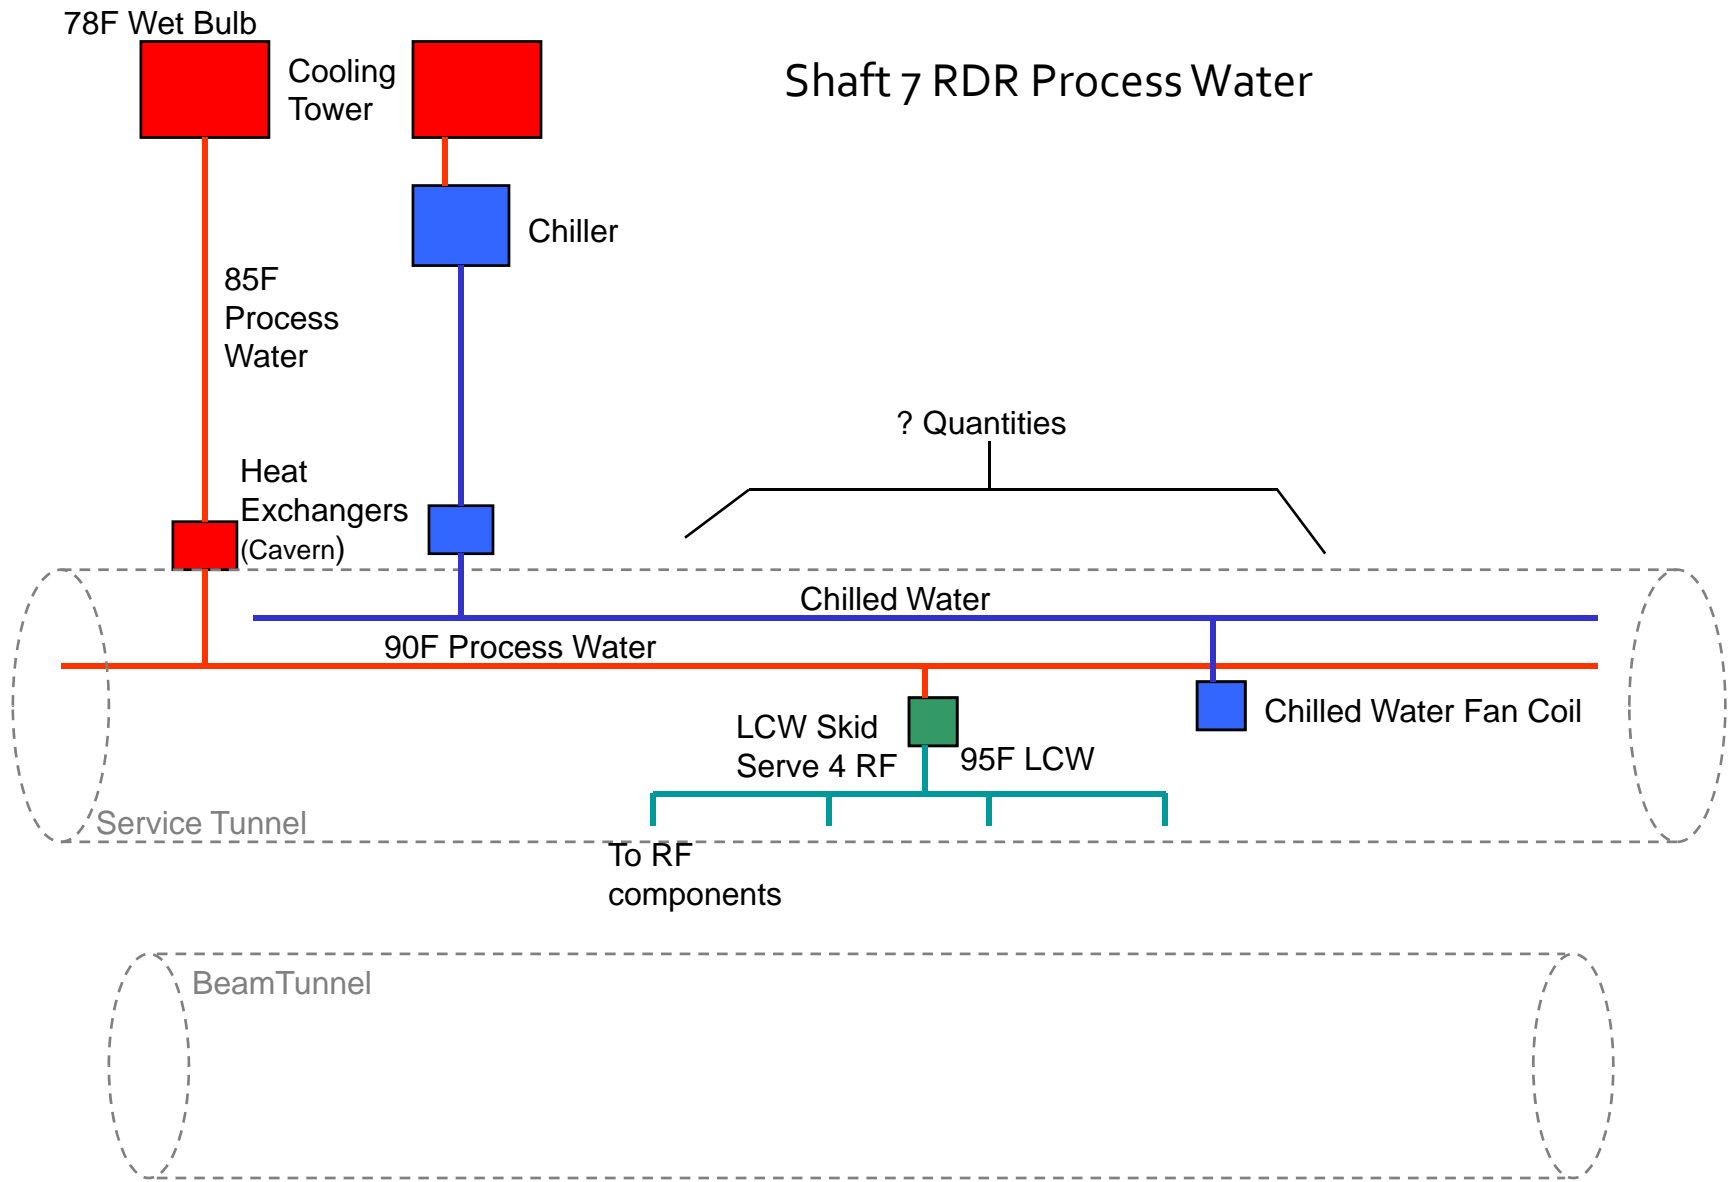 78F Wet Bulb
Cooling
Tower
Shaft 7 RDR Process Water
Chiller
85F
Process
Water
? Quantities
Heat
Exchangers
(Cavern)
Chilled Water
90F Process Water
Chilled Water Fan Coil
LCW Skid
Serve 4 RF
95F LCW
Service Tunnel
To RF
components
BeamTunnel